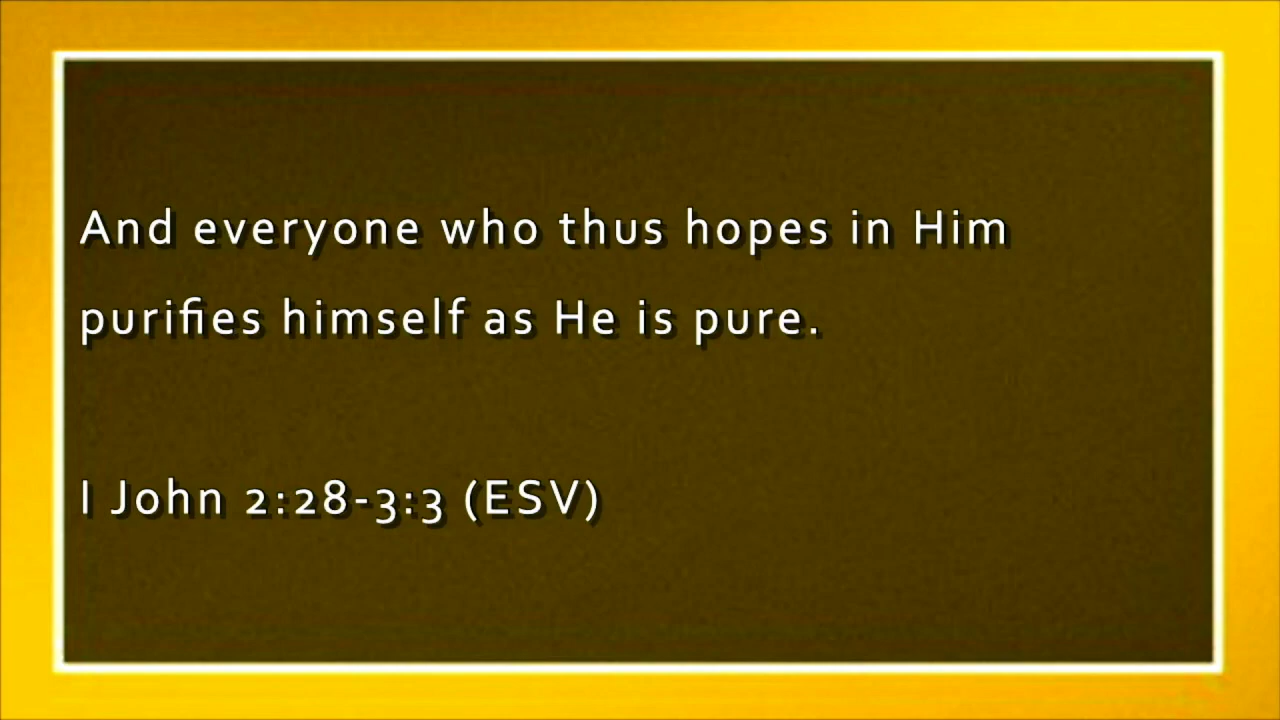 And everyone who thus hopes in Him
purifies himself as He is pure.
I John 2:28-3:3 (ESV)